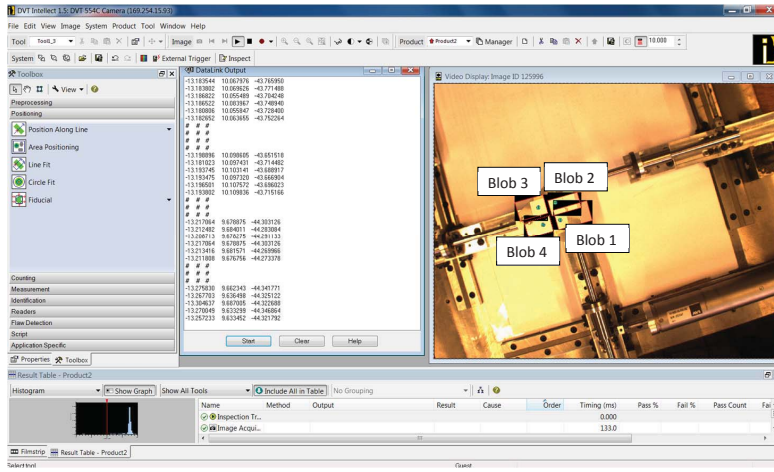 DVT Intellect 1.5: DVT 554C Camera (169.254.15.93)
File Edit View Image System Product Tool Window Help
Tool Tool1_3 Image Product Product2 Manager 10.000
System External Trigger Inspect
Toolbox
View
Preprocessing
Positioning
Position Along Line
Area Positioning
Line Fit
Circle Fit
Fiducial
Counting
Measurement
Identification
Readers
Flaw Detection
Script
Application Specific
Properties Toolbox
DataLink Output
-13.183544 10.067976 -43.765950
-13.183802 10.069626 -43.771488
-13.186822 10.055489 -43.704248
-13.186522 10.083967 -43.748940
-13.180806 10.055847 -43.728400
-13.182652 10.063655 -43.752264
# # #
# # #
# # #
# # #
-13.198896 10.098605 -43.651518
-13.181023 10.097431 -43.714482
-13.193745 10.103141 -43.688917
-13.193475 10.097320 -43.666904
-13.196501 10.107572 -43.696023
-13.193802 10.109836 -43.715166
# # #
# # #
# # #
-13.217064 9.678875 -44.303126
-13.212482 9.684011 -44.283084
-13.206713 9.676275 -44.291133
-13.217064 9.678875 -44.303126
-13.213416 9.681571 -44.269966
-13.211808 9.676756 -44.273378
# # #
# # #
# # #
-13.275830 9.662343 -44.341771
-13.267703 9.636498 -44.325122
-13.304637 9.687005 -44.322688
-13.270049 9.633299 -44.346864
-13.257233 9.633452 -44.321792
Start Clear Help
Video Display: Image ID 125996
Blob 3
Blob 2
Blob 4
Blob 1
Result Table - Product2
Histogram Show Graph Show All Tools Include All in Table No Grouping
Name Method Output Result Cause Order Timing (ms) Pass % Fail % Pass Count Fai
Inspection Tr... 0.000
Image Acqui... 133.0
Filmstrip Result Table - Product2
Select tool Guest